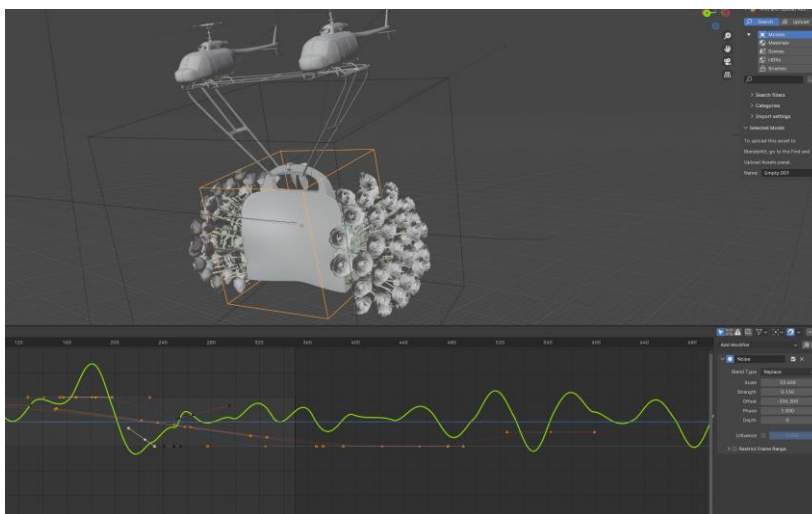 Search Upload
Models
Materials
Scenes
HDRs
Brushes
Search filters
Categories
Import settings
Selected Model
To upload this asset to
BlenderKit, go to the Find and
Upload Assets panel.
Name: Empty.001
120 160 200 240 280 320 360 400 440 480 520 560 600 640 680
Add Modifier
Noise
Blend Type Replace
Scale
Strength
Offset
Phase 1.000
Depth 0
Influence
Restrict Frame Range